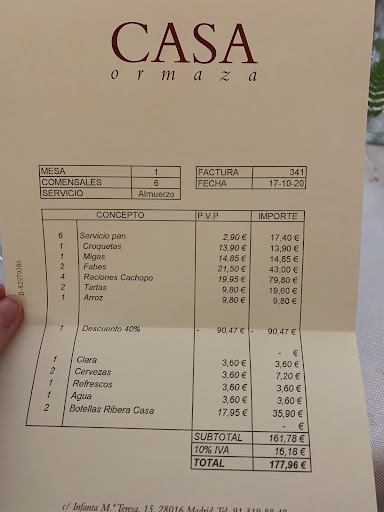 CASA
ormaza
MESA 1 FACTURA 341
COMENSALES 6 FECHA 17-10-20
SERVICIO Almuerzo
CONCEPTO P.V.P IMPORTE
6 Servicio pan 2,90 € 17,40 €
1 Croquetas 13,90 € 13,90 €
1 Migas 14,85 € 14,85 €
2 Fabes 21,50 € 43,00 €
4 Raciones Cachopo 19,95 € 79,80 €
2 Tartas 9,80 € 19,60 €
1 Arroz 9,80 € 9,80 €
1 Descuento 40% - 90,47 € - 90,47 €
- €
1 Clara 3,60 € 3,60 €
2 Cervezas 3,60 € 7,20 €
1 Refrescos 3,60 € 3,60 €
1 Agua 3,60 € 3,60 €
2 Botellas Ribera Casa 17,95 € 35,90 €
- €
SUBTOTAL 161,78 €
10% IVA 16,18 €
TOTAL 177,96 €
B-82979386
c/ Infanta M.ª Teresa, 15. 28016 Madrid. Tel. 91 319 88 48